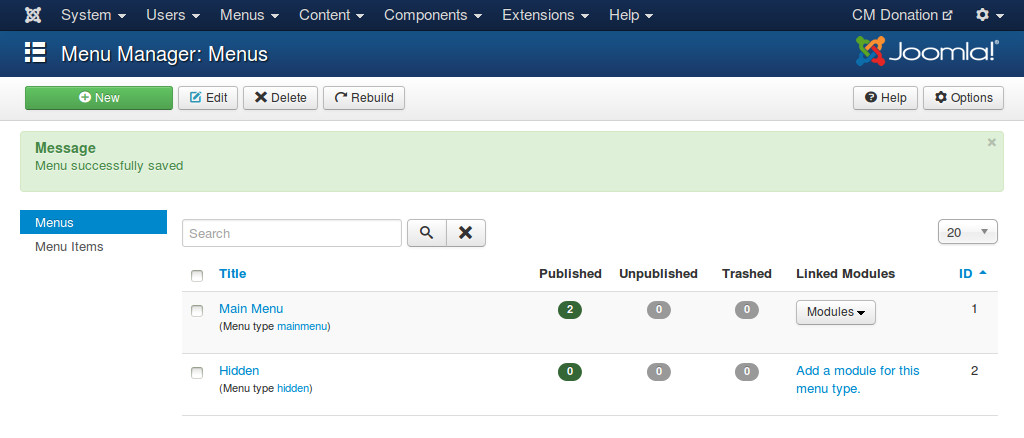 System Users Menus Content Components Extensions Help CM Donation
Menu Manager: Menus Joomla!®
New Edit Delete Rebuild Help Options
Message ×
Menu successfully saved
Menus
Menu Items
Search 20
Title Published Unpublished Trashed Linked Modules ID
Main Menu 2 0 0 Modules 1
(Menu type mainmenu)
Hidden 0 0 0 Add a module for this 2
(Menu type hidden) menu type.